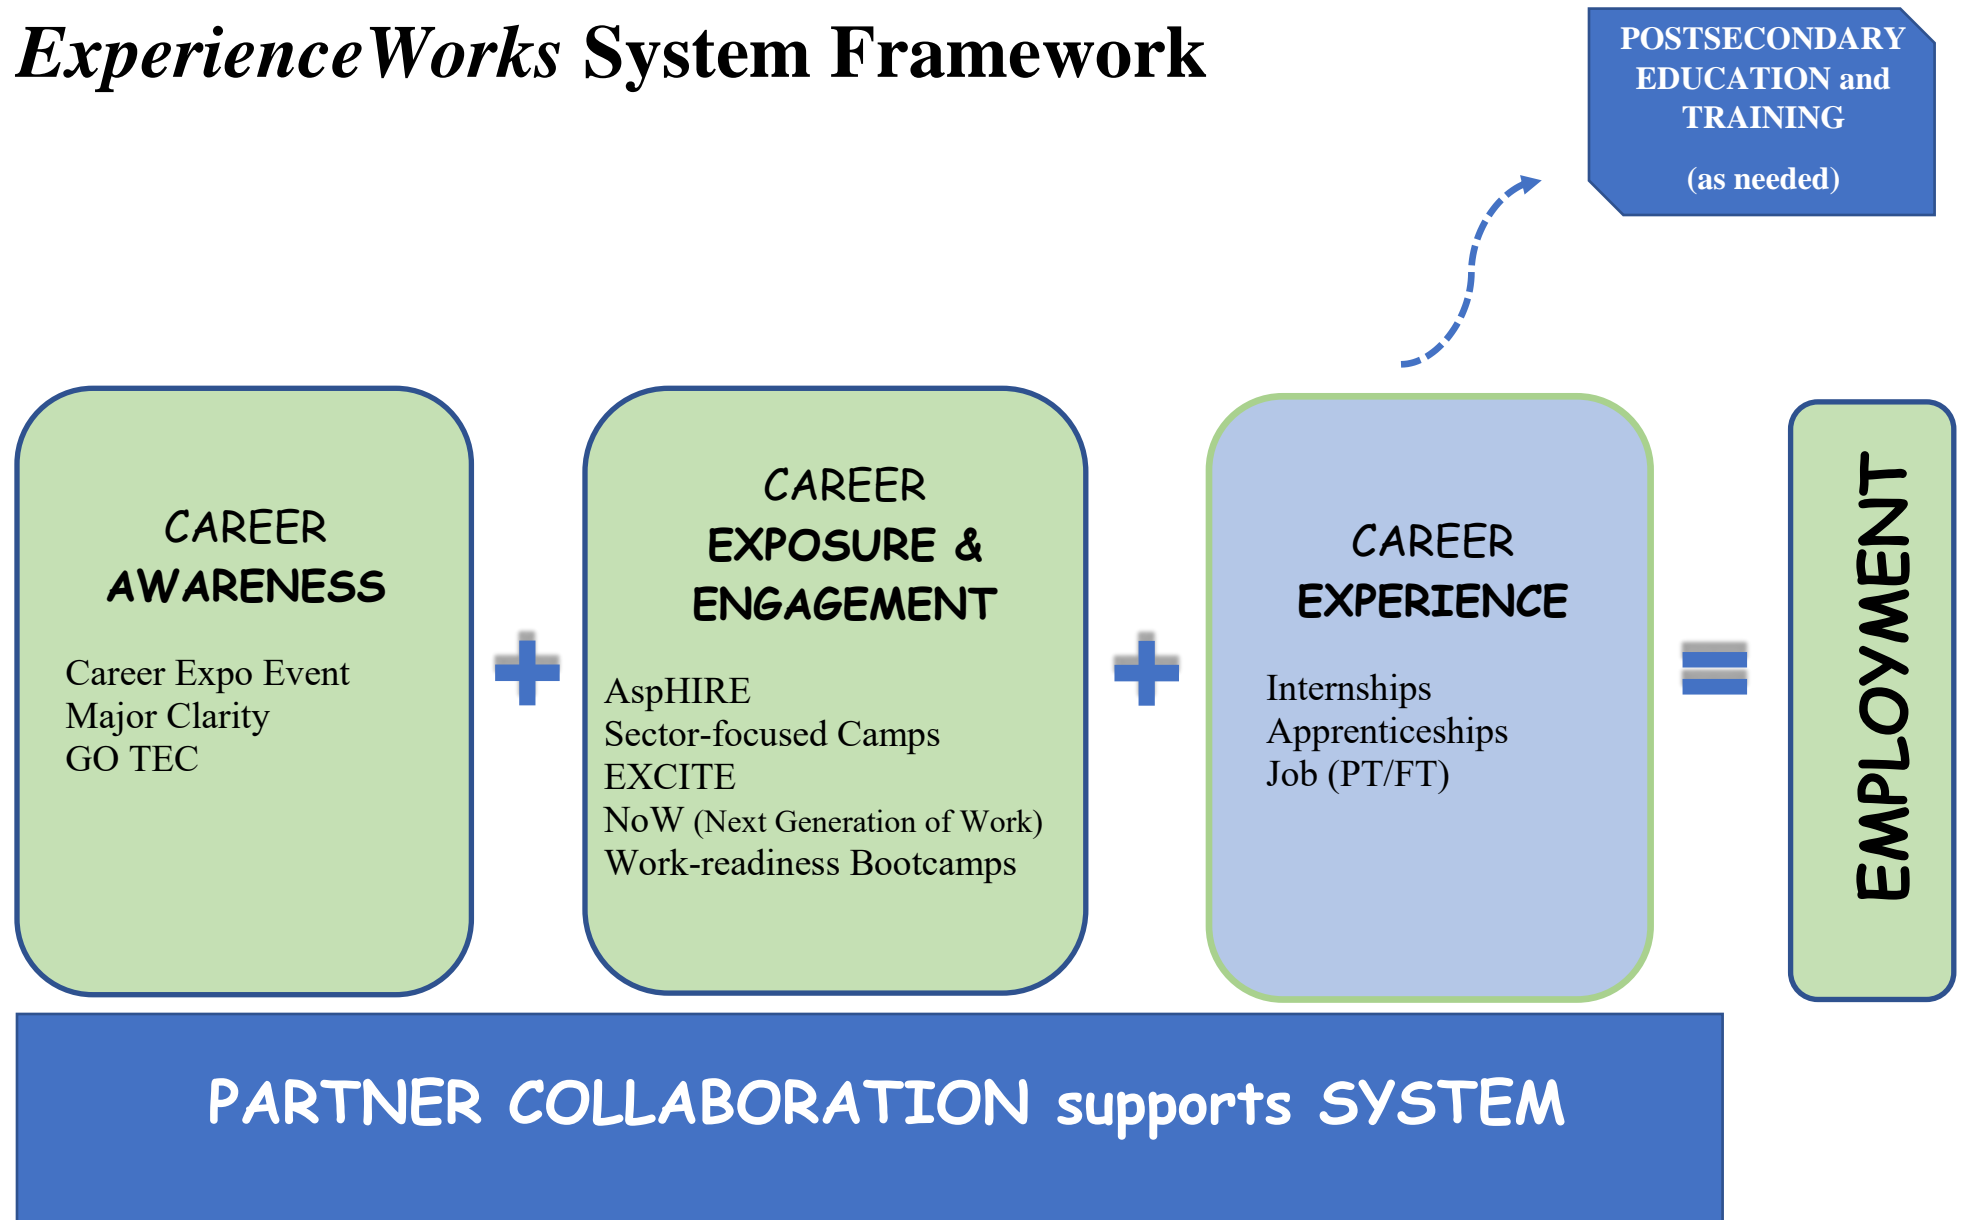 ExperienceWorks System Framework
POSTSECONDARY
EDUCATION and
TRAINING
(as needed)
CAREER
AWARENESS
Career Expo Event
Major Clarity
GO TEC
CAREER
EXPOSURE &
ENGAGEMENT
AspHIRE
Sector-focused Camps
EXCITE
NoW (Next Generation of Work)
Work-readiness Bootcamps
CAREER
EXPERIENCE
Internships
Apprenticeships
Job (PT/FT)
EMPLOYMENT
PARTNER COLLABORATION supports SYSTEM